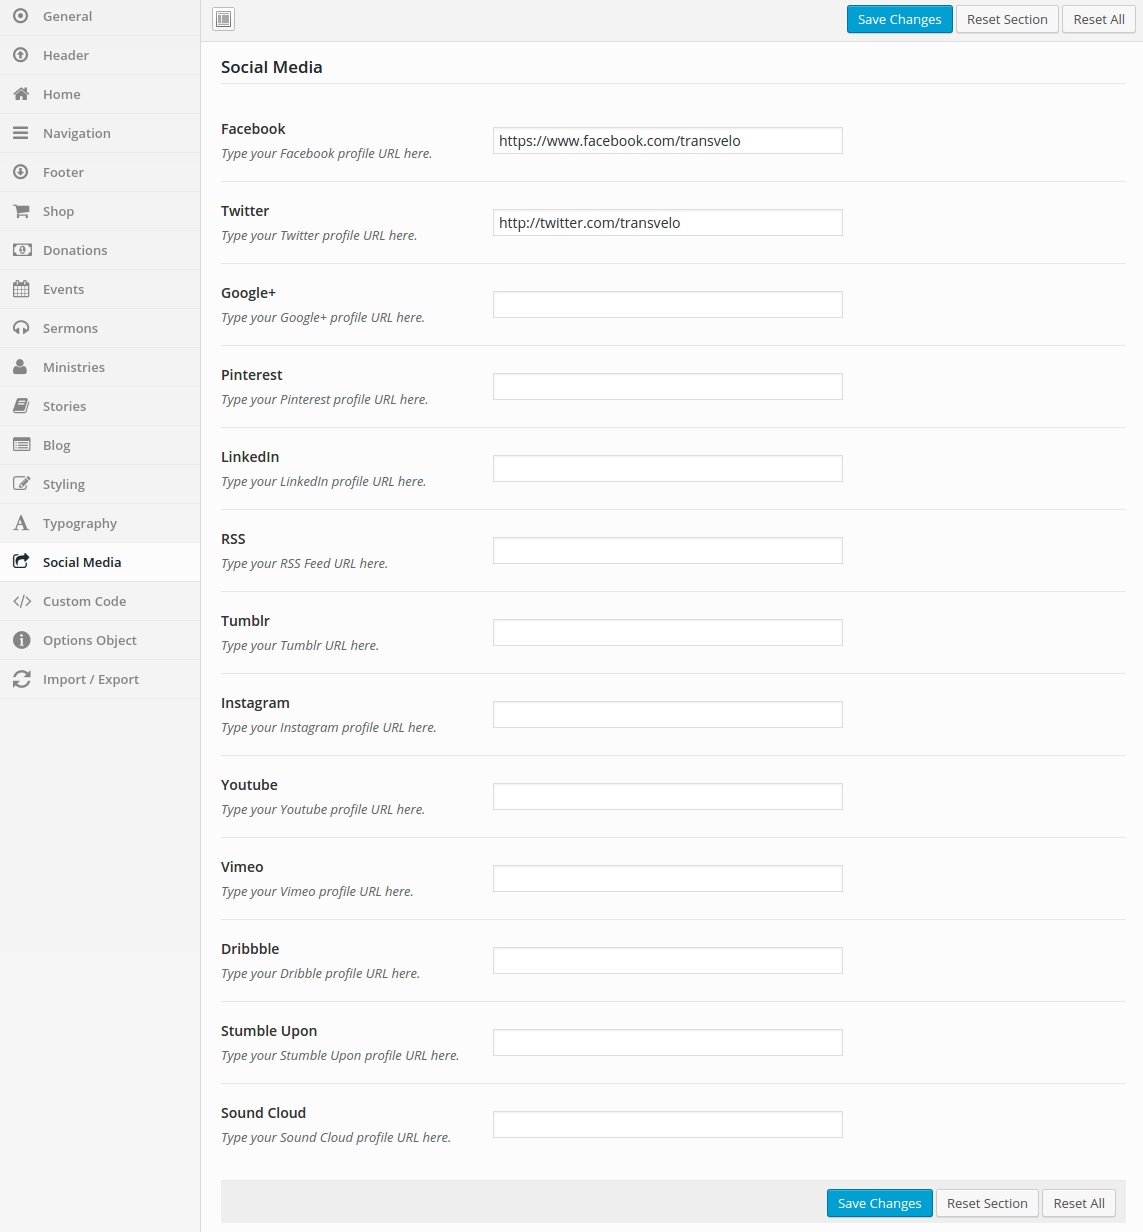 General
Header
Home
Navigation
Footer
Shop
Donations
Events
Sermons
Ministries
Stories
Blog
Styling
Typography
Social Media
Custom Code
Options Object
Import / Export
Save Changes Reset Section Reset All
Social Media
Facebook
Type your Facebook profile URL here.
https://www.facebook.com/transvelo
Twitter
Type your Twitter profile URL here.
http://twitter.com/transvelo
Google+
Type your Google+ profile URL here.
Pinterest
Type your Pinterest profile URL here.
LinkedIn
Type your LinkedIn profile URL here.
RSS
Type your RSS Feed URL here.
Tumblr
Type your Tumblr URL here.
Instagram
Type your Instagram profile URL here.
Youtube
Type your Youtube profile URL here.
Vimeo
Type your Vimeo profile URL here.
Dribbble
Type your Dribble profile URL here.
Stumble Upon
Type your Stumble Upon profile URL here.
Sound Cloud
Type your Sound Cloud profile URL here.
Save Changes Reset Section Reset All